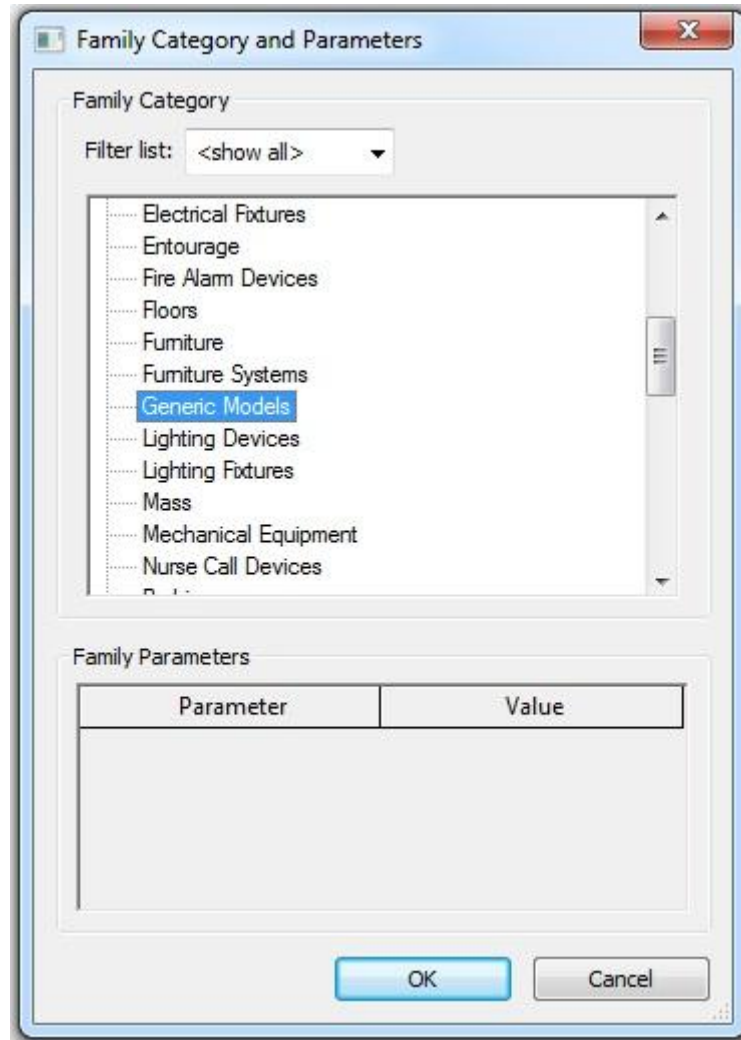 Family Category and Parameters
Family Category
Filter list: <show all>
Electrical Fixtures
Entourage
Fire Alarm Devices
Floors
Furniture
Furniture Systems
Generic Models
Lighting Devices
Lighting Fixtures
Mass
Mechanical Equipment
Nurse Call Devices
Family Parameters
Parameter Value
OK Cancel